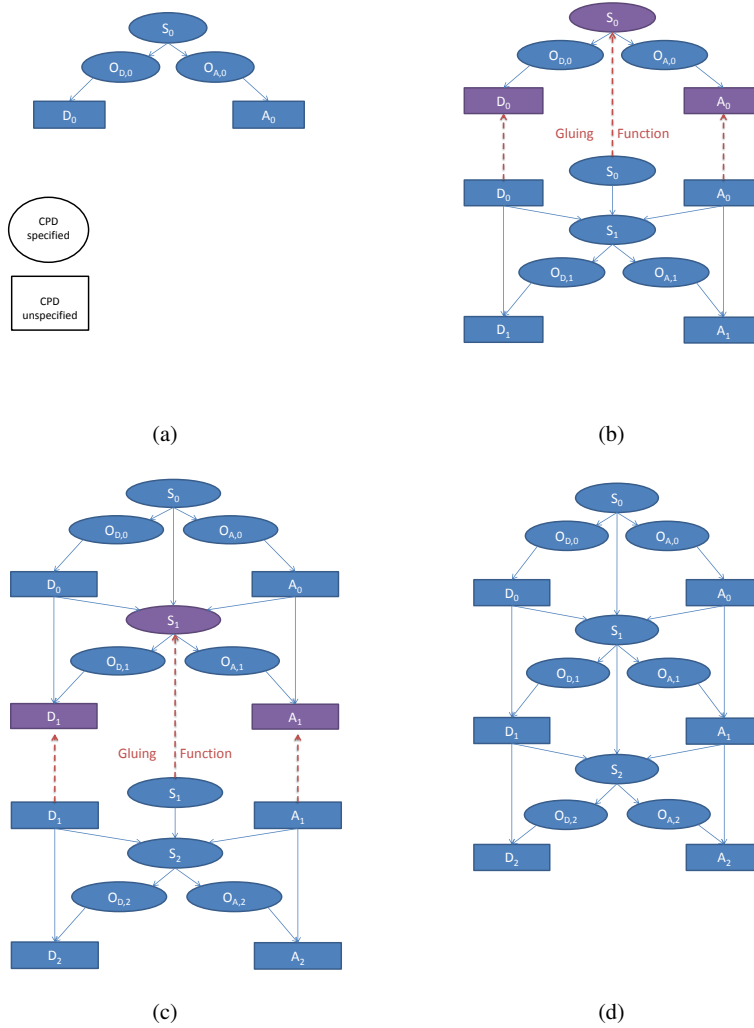 S0
OD,0 OA,0
D0 A0
CPD
specified
CPD
unspecified
(a)
S0
OD,0 OA,0
D0 A0
Gluing Function
S0
D0 A0
S1
OD,1 OA,1
D1 A1
(b)
S0
OD,0 OA,0
D0 A0
S1
OD,1 OA,1
D1 A1
Gluing Function
S1
D1 A1
S2
OD,2 OA,2
D2 A2
(c)
S0
OD,0 OA,0
D0 A0
S1
OD,1 OA,1
D1 A1
S2
OD,2 OA,2
D2 A2
(d)